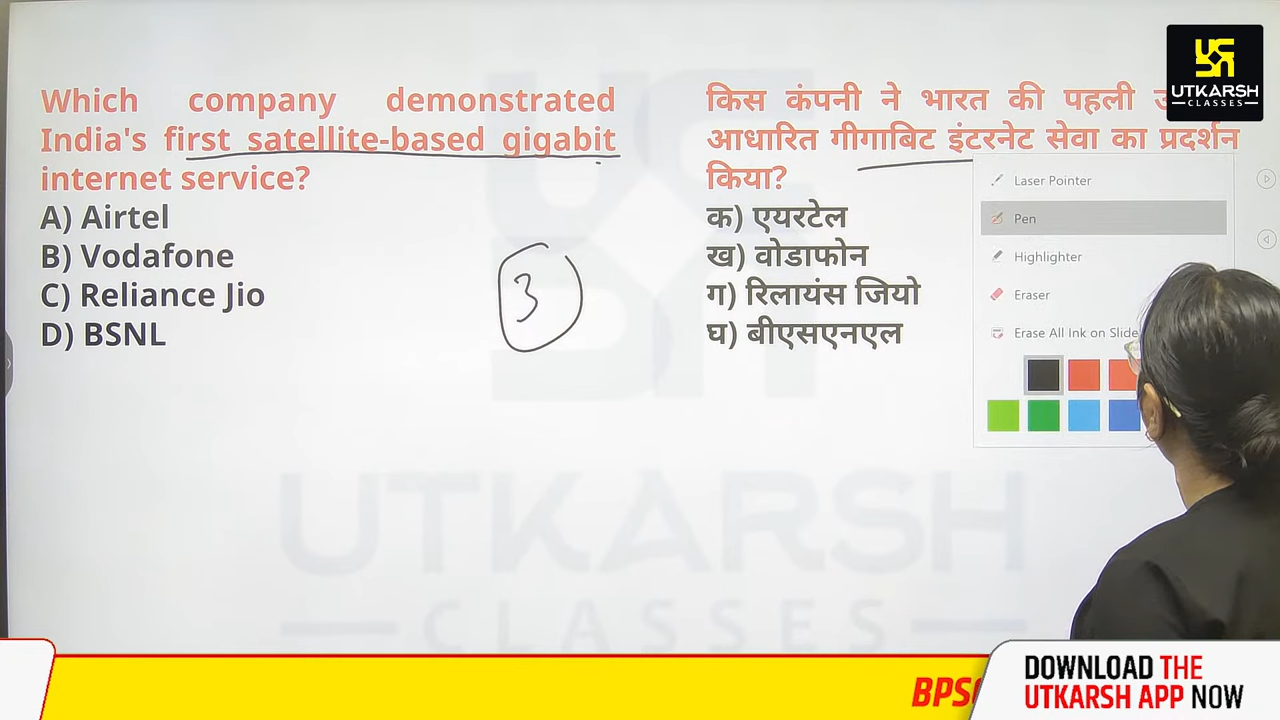 UTKARSH
CLASSES
Which company demonstrated
India's first satellite-based gigabit
internet service?
A) Airtel
B) Vodafone
C) Reliance Jio
D) BSNL
3
किस कंपनी ने भारत की पहली
आधारित गीगाबिट इंटरनेट सेवा का प्रदर्शन
किया?
क) एयरटेल
ख) वोडाफोन
ग) रिलायंस जियो
घ) बीएसएनएल
Laser Pointer
Pen
Highlighter
Eraser
Erase All Ink on Slide
UTKARSH
CLASSES
DOWNLOAD THE
UTKARSH APP NOW